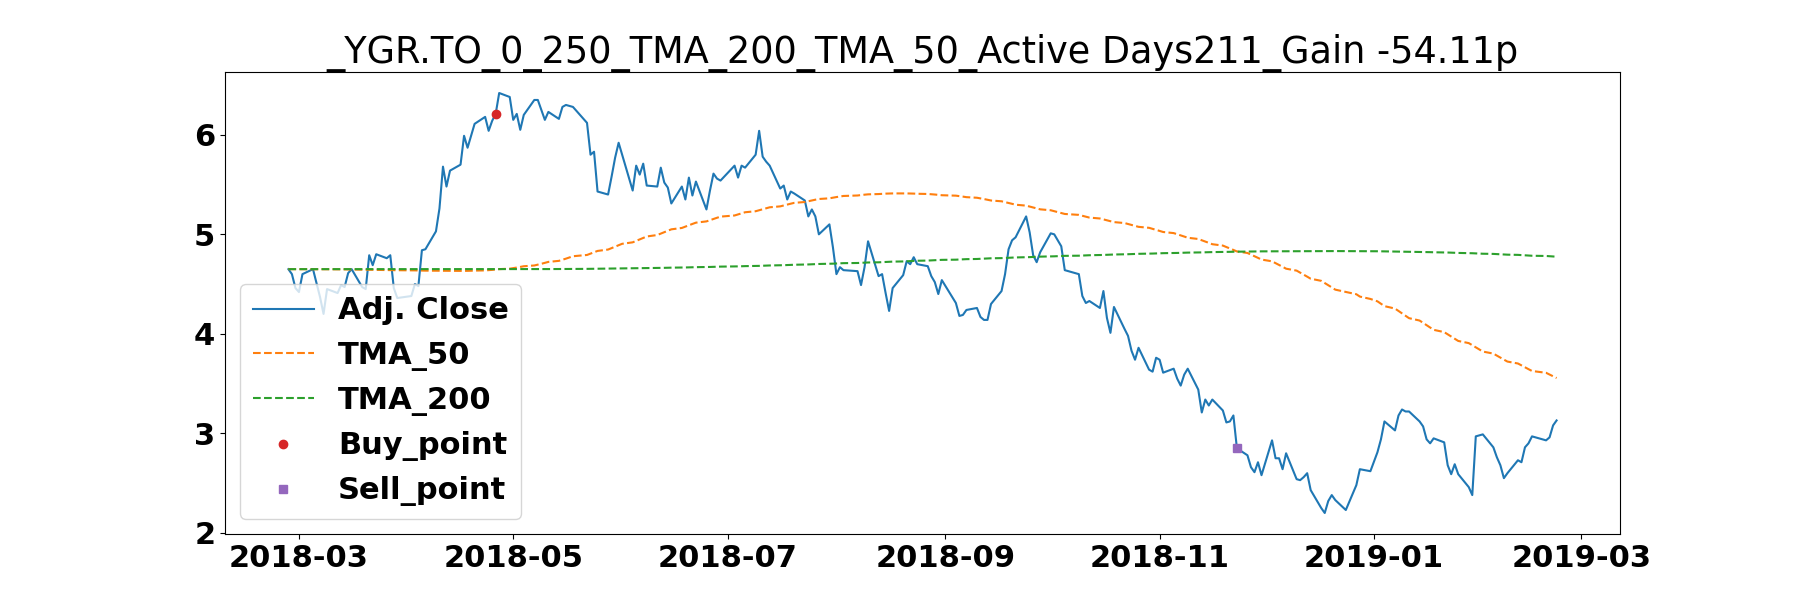 _YGR.TO_0_250_TMA_200_TMA_50_Active Days211_Gain -54.11p
6
5
4
3
2
Adj. Close
TMA_50
TMA_200
Buy_point
Sell_point
2018-03 2018-05 2018-07 2018-09 2018-11 2019-01 2019-03